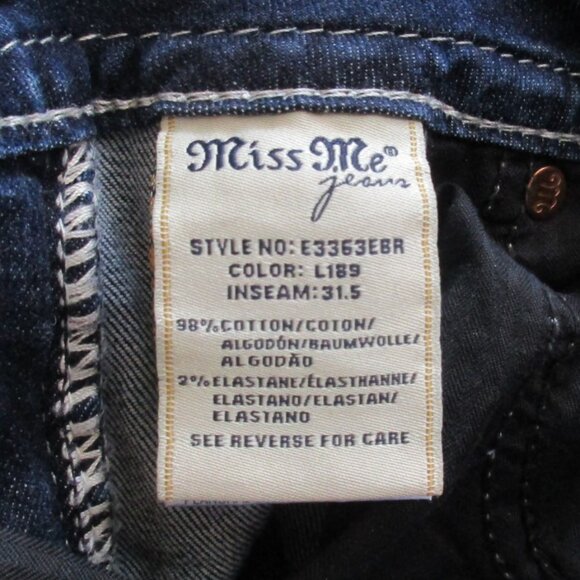 Miss Me®
jeans
STYLE NO: E3363EBR
COLOR: L189
INSEAM: 31.5
98% COTTON/COTON/
ALGODÓN/BAUMWOLLE/
ALGODÃO
2% ELASTANE/ÉLASTHANNE/
ELASTANO/ELASTAN/
ELASTANO
SEE REVERSE FOR CARE